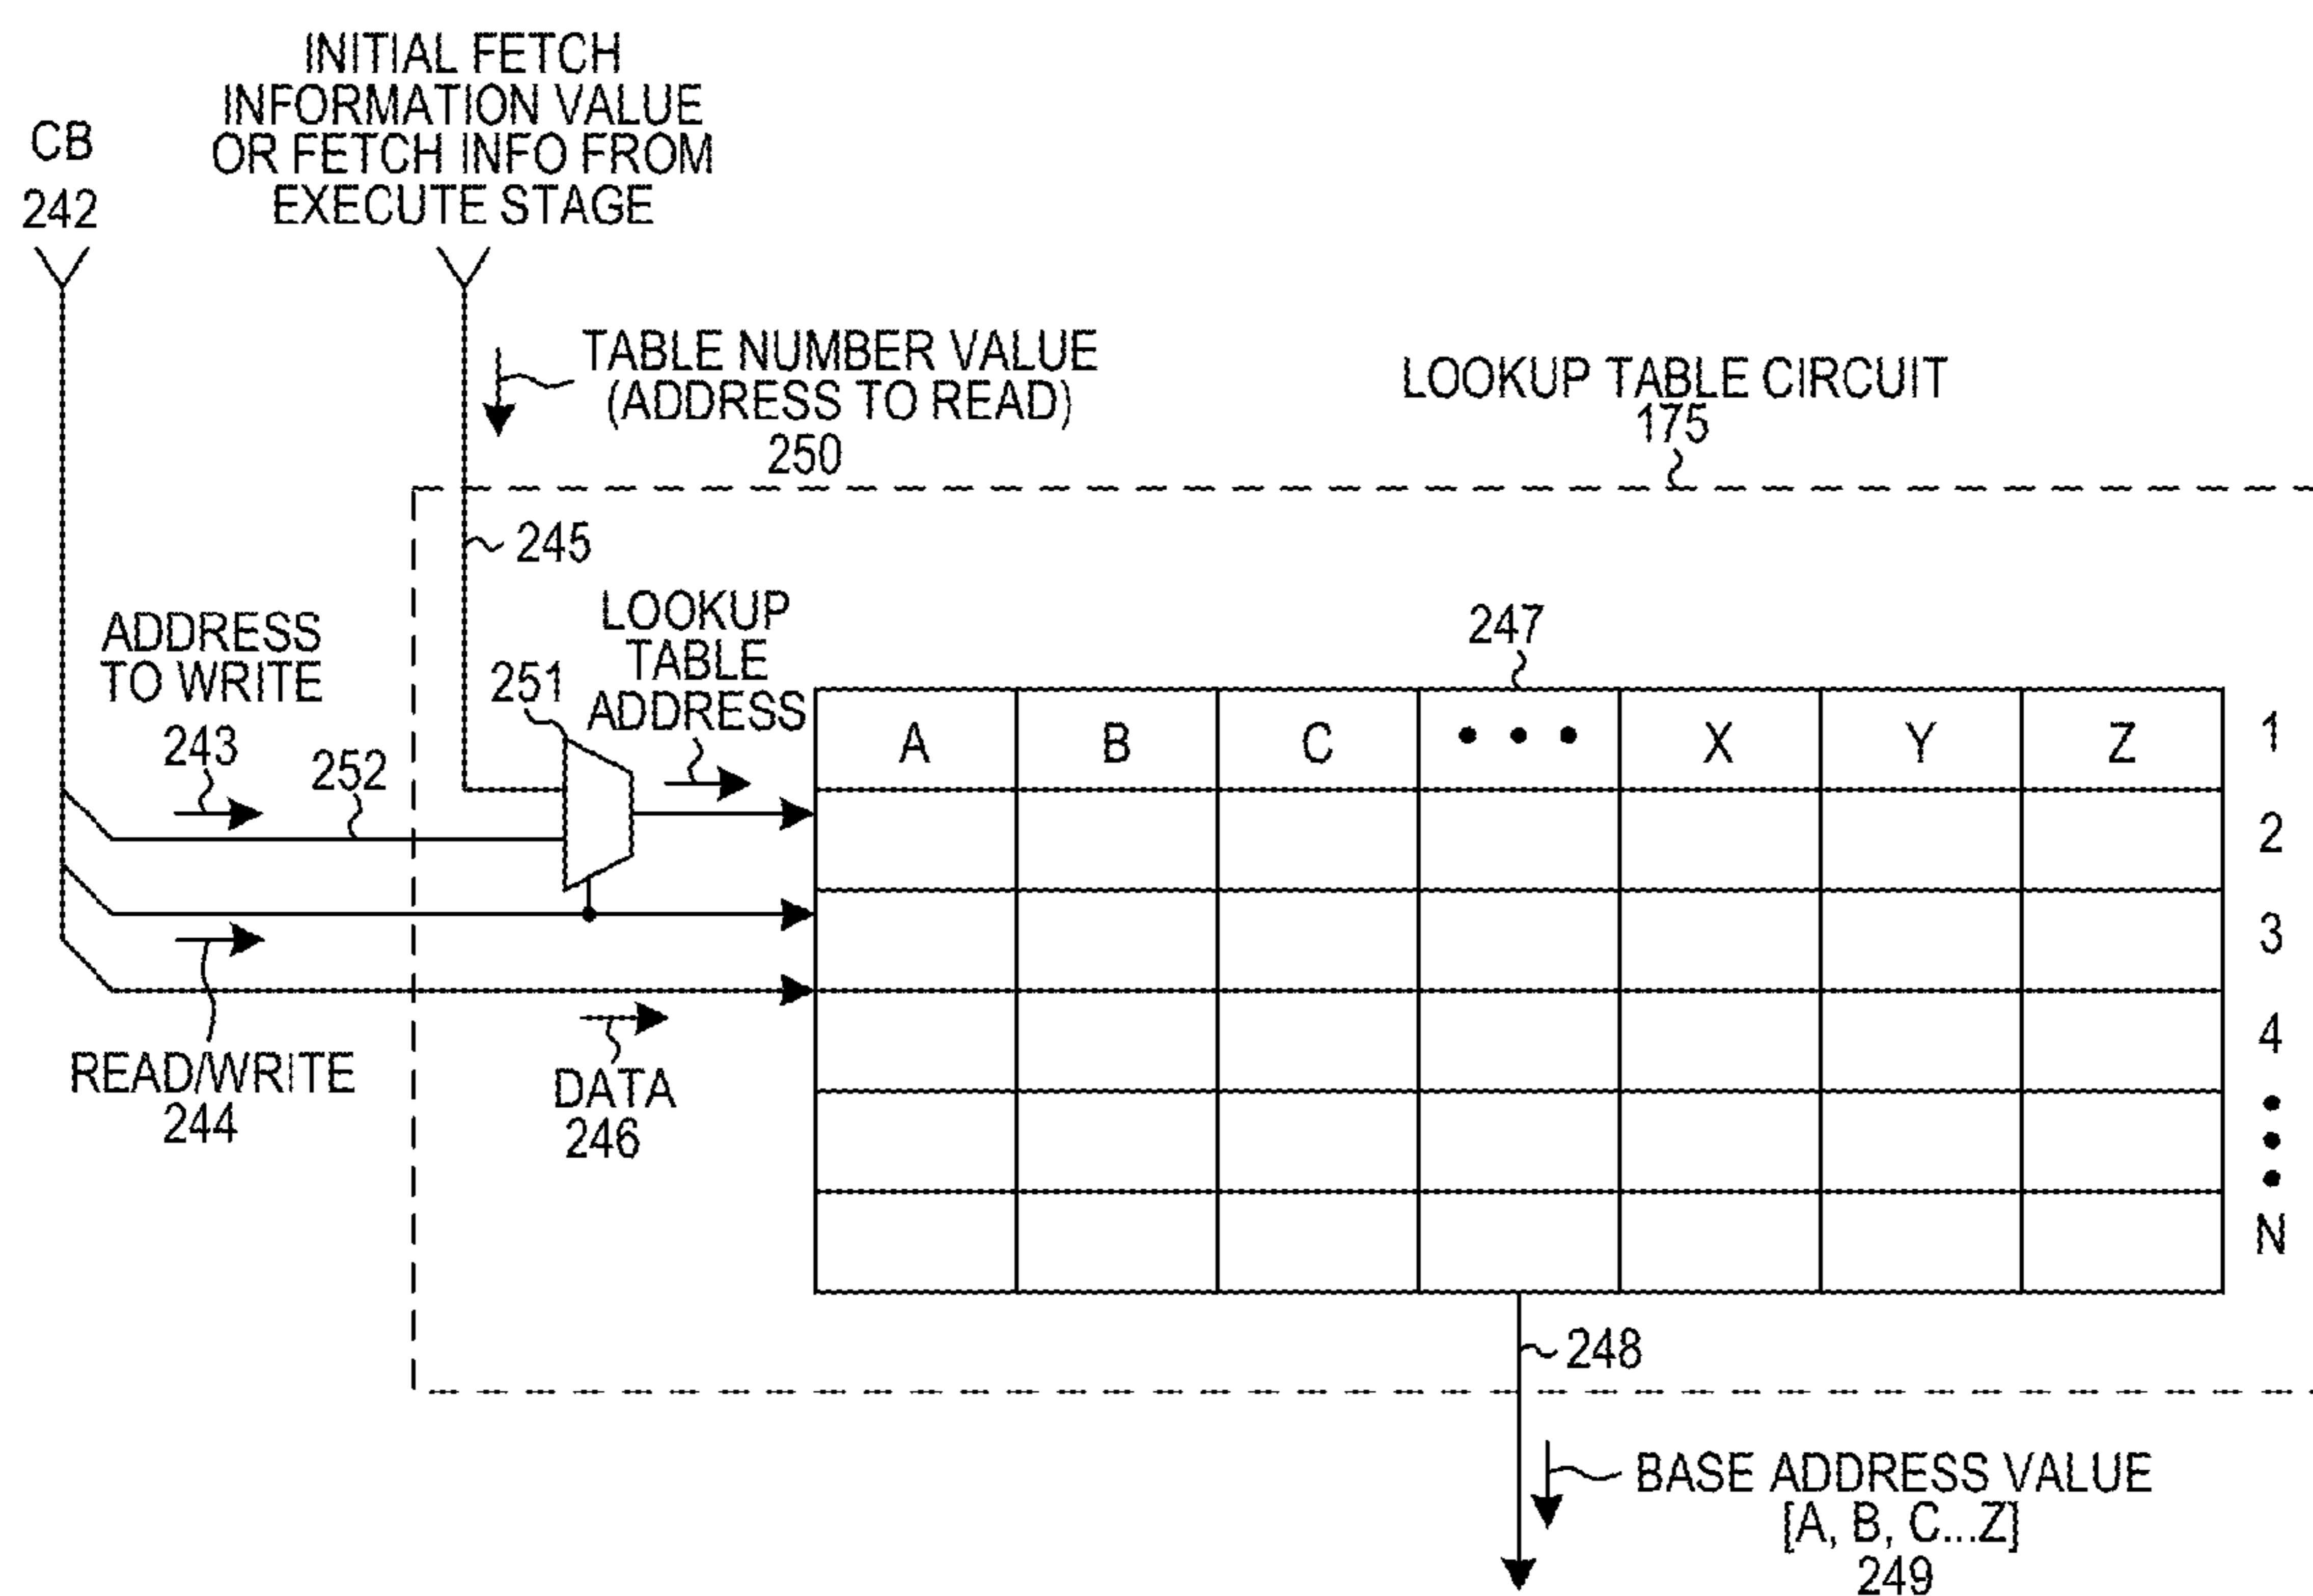 CB
242
INITIAL FETCH
INFORMATION VALUE
OR FETCH INFO FROM
EXECUTE STAGE
TABLE NUMBER VALUE
(ADDRESS TO READ)
250
LOOKUP TABLE CIRCUIT
175
245
ADDRESS
TO WRITE
243
252
251
LOOKUP
TABLE
ADDRESS
247
A B C • • • X Y Z 1
2
3
4
•
•
•
N
READ/WRITE
244
DATA
246
248
BASE ADDRESS VALUE
[A, B, C...Z]
249